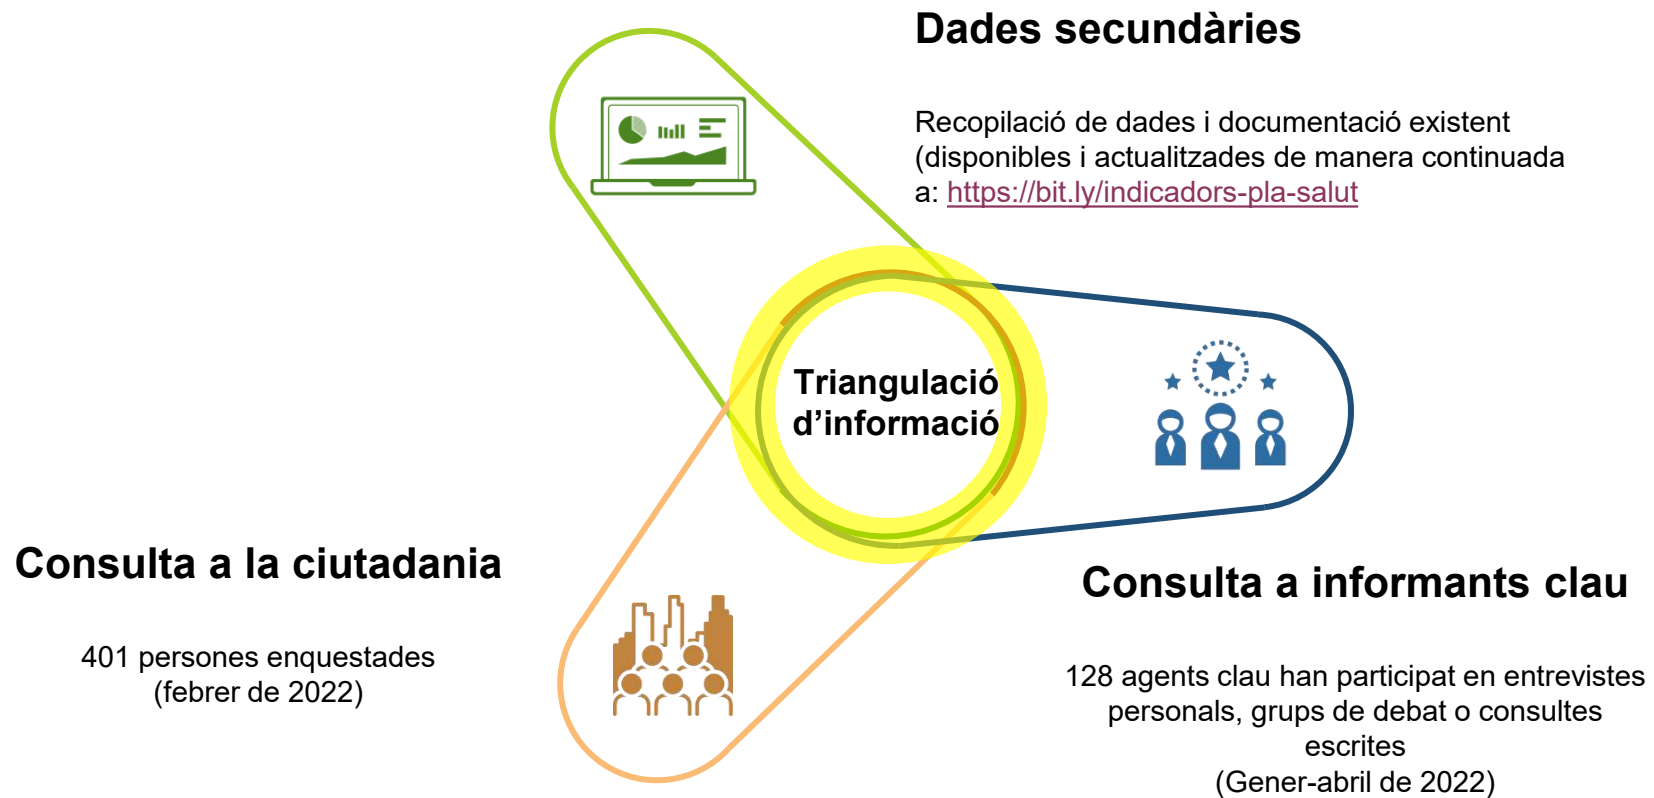 Dades secundàries
Recopilació de dades i documentació existent
(disponibles i actualitzades de manera continuada
a: https://bit.ly/indicadors-pla-salut
Triangulació
d’informació
Consulta a la ciutadania
401 persones enquestades
(febrer de 2022)
Consulta a informants clau
128 agents clau han participat en entrevistes
personals, grups de debat o consultes
escrites
(Gener-abril de 2022)